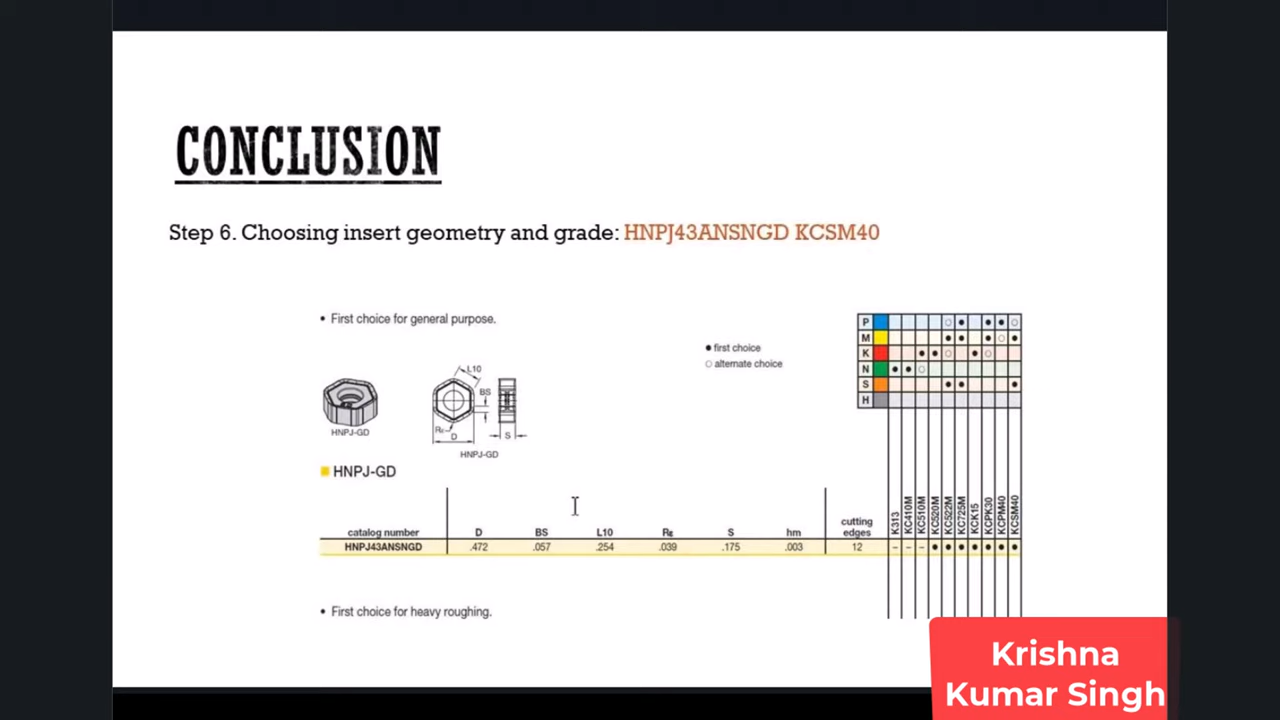 CONCLUSION
Step 6. Choosing insert geometry and grade: HNPJ43ANSNGD KCSM40
• First choice for general purpose.
● first choice
○ alternate choice
P
M
K
N
S
H
L10
BS
Rε
D
S
HNPJ-GD
HNPJ-GD
HNPJ-GD
K313 KC410M KC510M KC520M KC522M KC725M KCK15 KCPK30 KCPM40 KCSM40
catalog number D BS L10 Rε S hm cutting edges
HNPJ43ANSNGD .472 .057 .254 .039 .175 .003 12 – – – ● ● ● ● ● ● ●
• First choice for heavy roughing.
Krishna
Kumar Singh